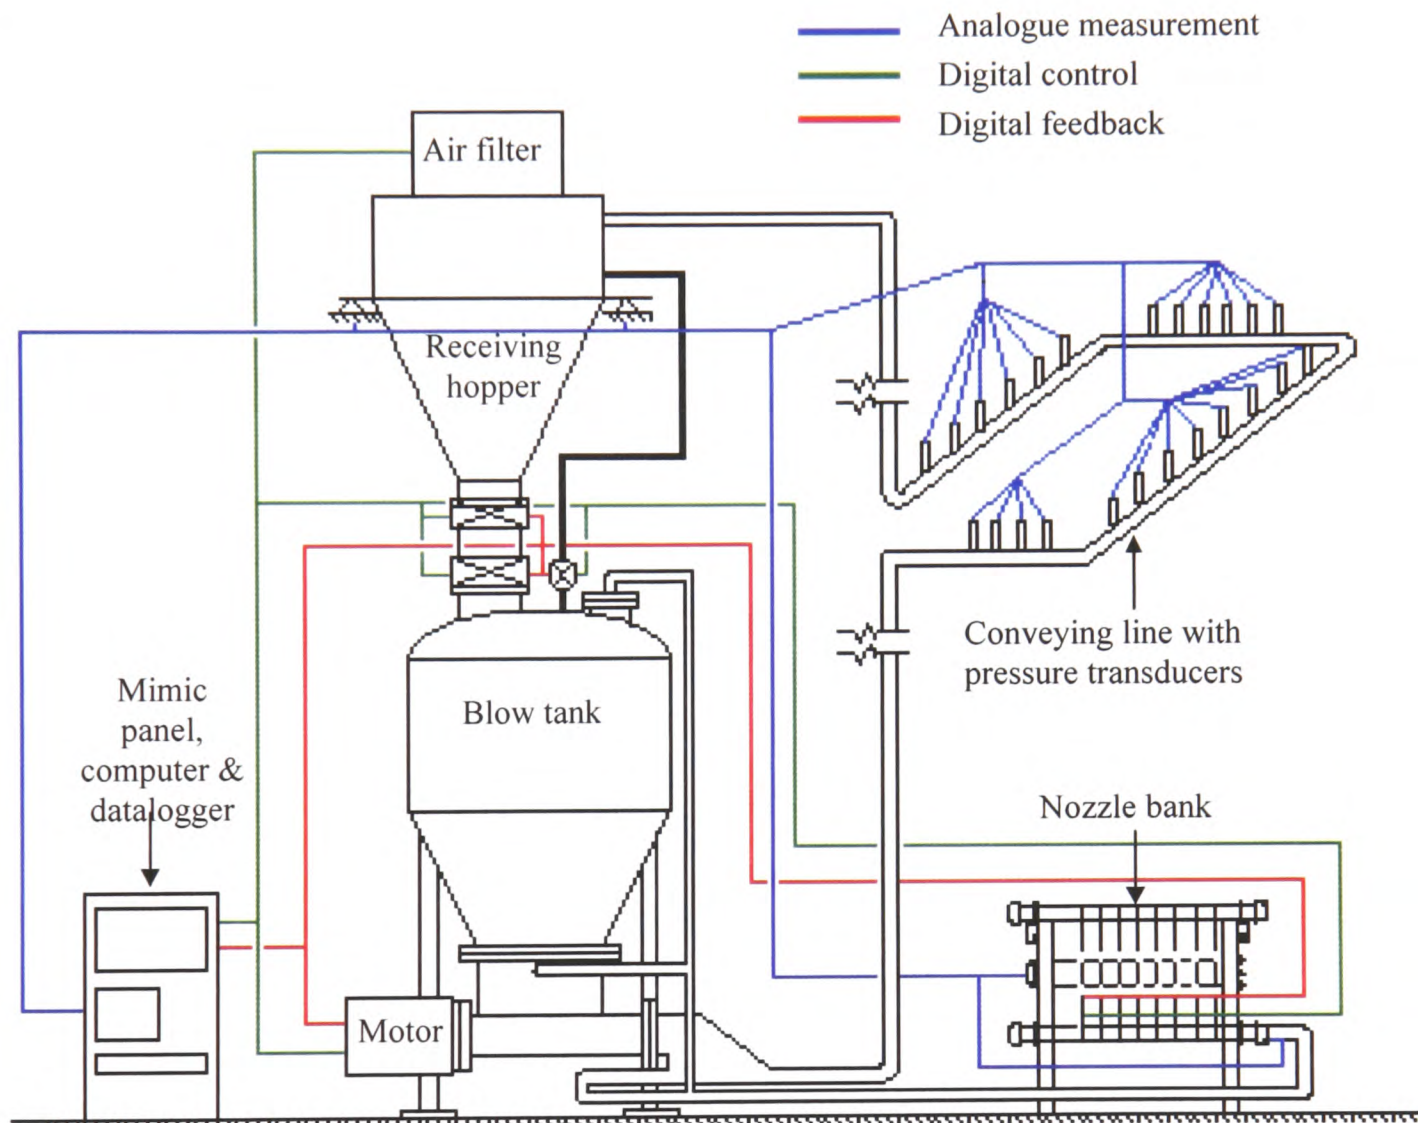 Analogue measurement
Digital control
Digital feedback
Air filter
Receiving
hopper
Conveying line with
pressure transducers
Mimic
panel,
computer &
datalogger
Blow tank
Nozzle bank
Motor